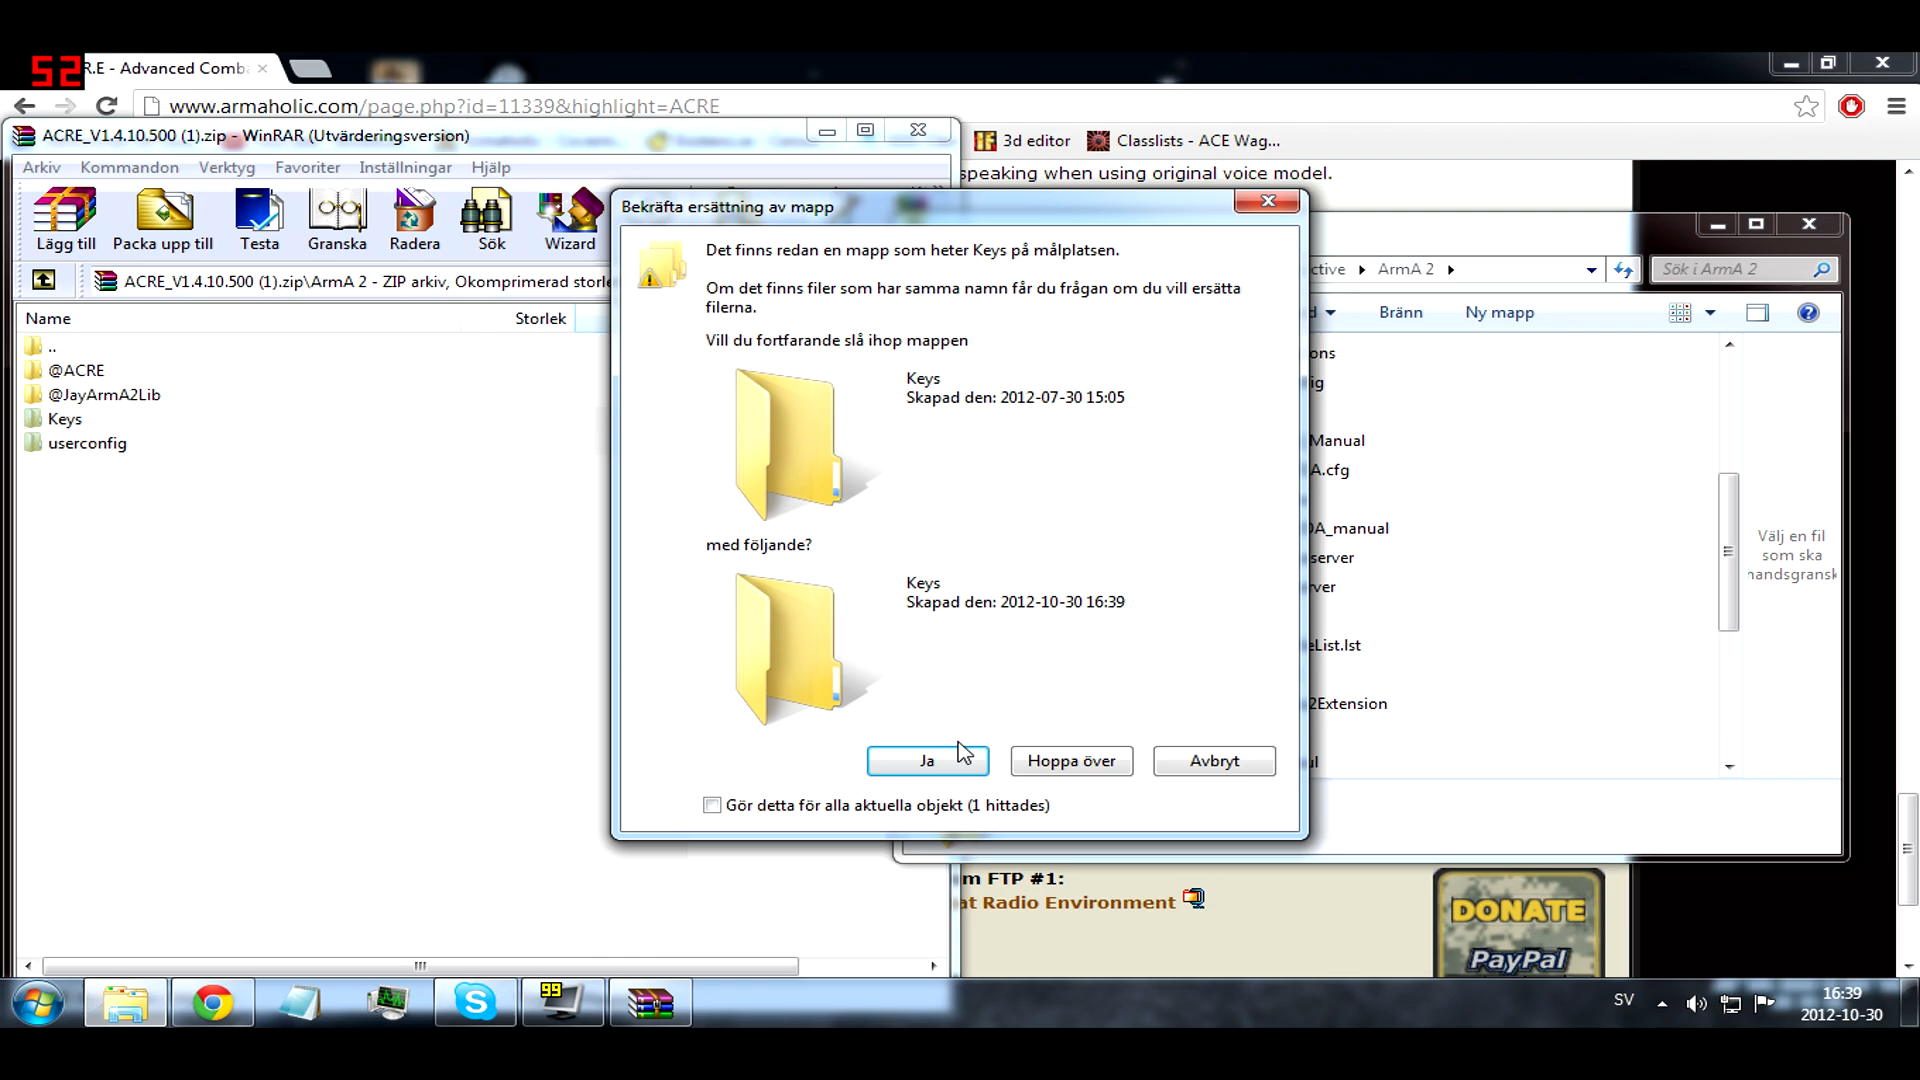 52
R.E - Advanced Comb
www.armaholic.com/page.php?id=11339&highlight=ACRE
ACRE_V1.4.10.500 (1).zip - WinRAR (Utvärderingsversion)
3d editor
Classlists - ACE Wag...
Arkiv Kommandon Verktyg Favoriter Inställningar Hjälp
speaking when using original voice model.
Lägg till Packa upp till Testa Granska Radera Sök Wizard
ACRE_V1.4.10.500 (1).zip\ArmA 2 - ZIP arkiv, Okomprimerad storle
Name Storlek
..
@ACRE
@JayArmA2Lib
Keys
userconfig
Bekräfta ersättning av mapp
Det finns redan en mapp som heter Keys på målplatsen.
Om det finns filer som har samma namn får du frågan om du vill ersätta
filerna.
Vill du fortfarande slå ihop mappen
Keys
Skapad den: 2012-07-30 15:05
med följande?
Keys
Skapad den: 2012-10-30 16:39
Ja Hoppa över Avbryt
Gör detta för alla aktuella objekt (1 hittades)
ctive ArmA 2 Sök i ArmA 2
d Bränn Ny mapp
ons
ig
Manual
A.cfg
OA_manual
server
ver
eList.lst
2Extension
ul
Välj en fil
som ska
handsgransk
m FTP #1:
at Radio Environment
DONATE
PayPal
99
SV
16:39
2012-10-30